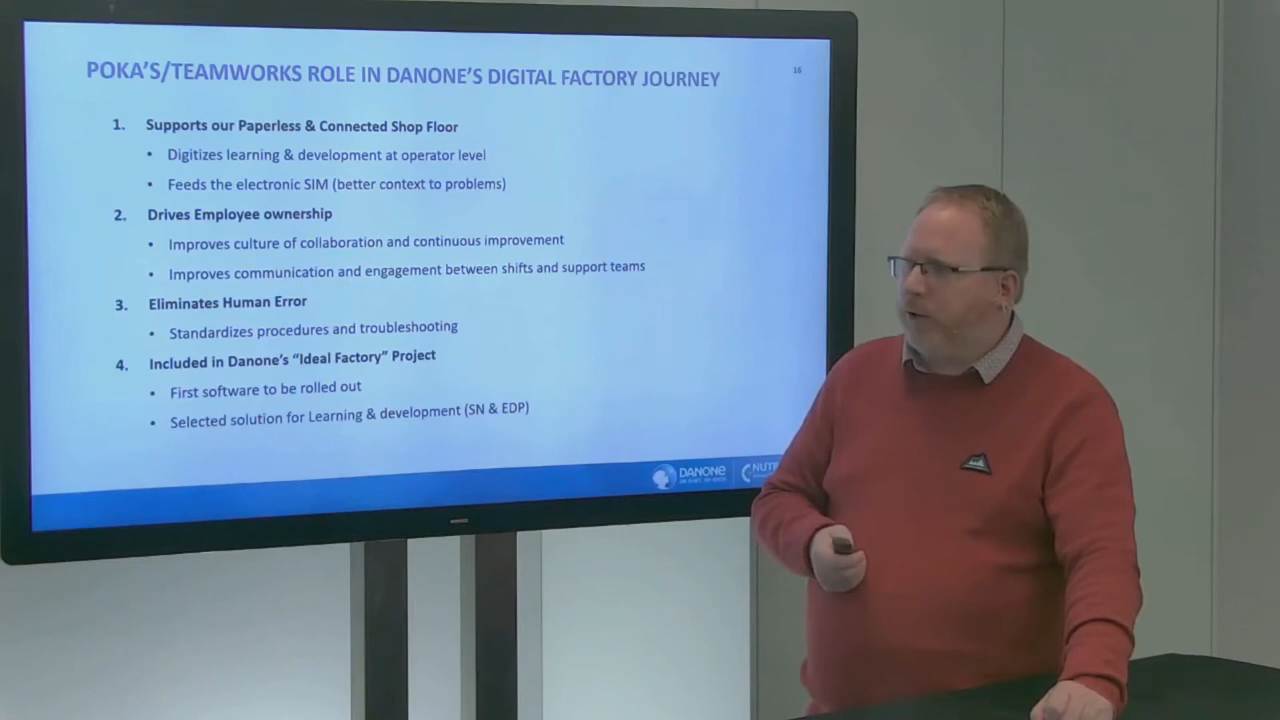 POKA'S/TEAMWORKS ROLE IN DANONE'S DIGITAL FACTORY JOURNEY
16
1. Supports our Paperless & Connected Shop Floor
• Digitizes learning & development at operator level
• Feeds the electronic SIM (better context to problems)
2. Drives Employee ownership
• Improves culture of collaboration and continuous improvement
• Improves communication and engagement between shifts and support teams
3. Eliminates Human Error
• Standardizes procedures and troubleshooting
4. Included in Danone's "Ideal Factory" Project
• First software to be rolled out
• Selected solution for Learning & development (SN & EDP)
DANONE
NUT